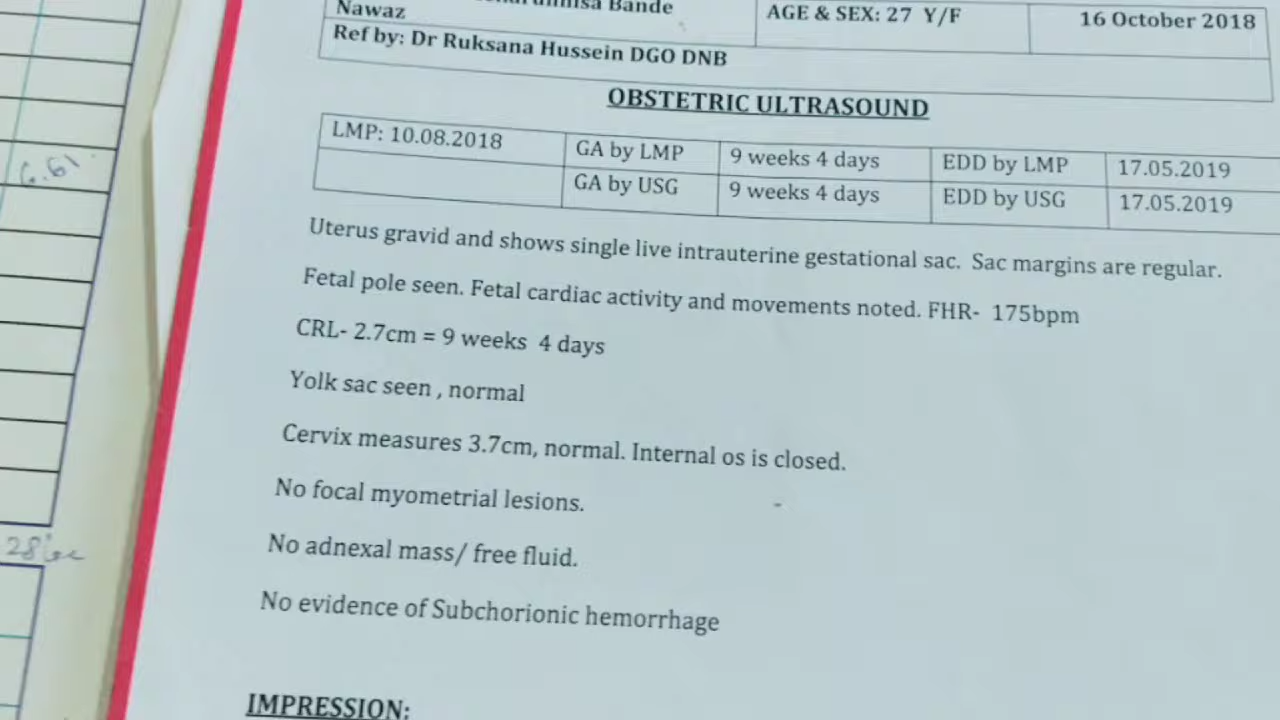 Bande
Nawaz
AGE & SEX: 27 Y/F
16 October 2018
Ref by: Dr Ruksana Hussein DGO DNB
OBSTETRIC ULTRASOUND
LMP: 10.08.2018 GA by LMP 9 weeks 4 days EDD by LMP 17.05.2019
GA by USG 9 weeks 4 days EDD by USG 17.05.2019
Uterus gravid and shows single live intrauterine gestational sac. Sac margins are regular.
Fetal pole seen. Fetal cardiac activity and movements noted. FHR- 175bpm
CRL- 2.7cm = 9 weeks 4 days
Yolk sac seen , normal
Cervix measures 3.7cm, normal. Internal os is closed.
No focal myometrial lesions.
No adnexal mass/ free fluid.
No evidence of Subchorionic hemorrhage
IMPRESSION:
6.61